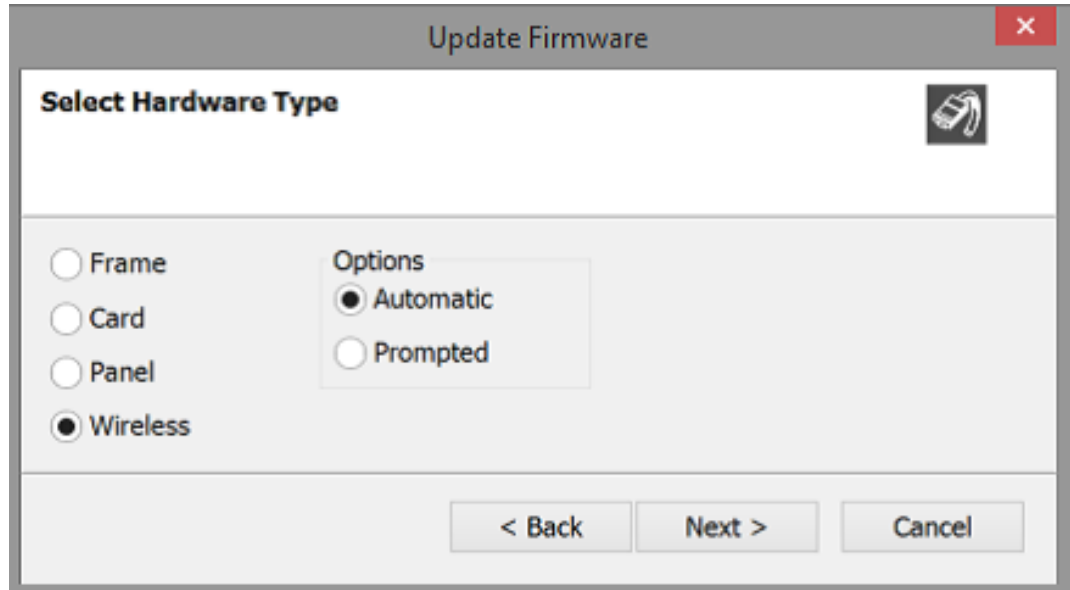 Update Firmware
Select Hardware Type
Frame
Card
Panel
Wireless
Options
Automatic
Prompted
< Back
Next >
Cancel